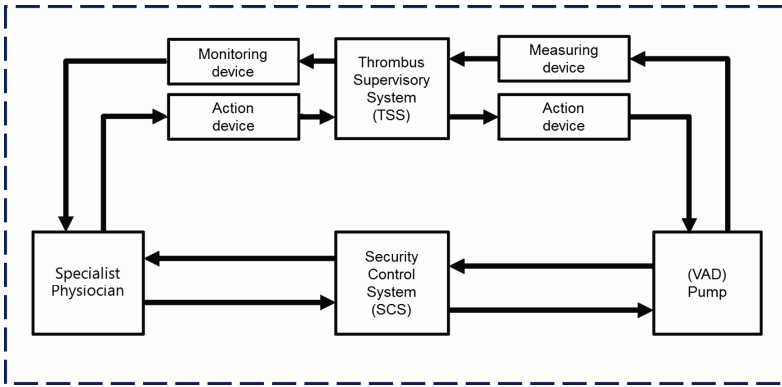 Monitoring
device
Thrombus
Supervisory
System
(TSS)
Measuring
device
Action
device
Action
device
Specialist
Physiocian
Security
Control
System
(SCS)
(VAD)
Pump